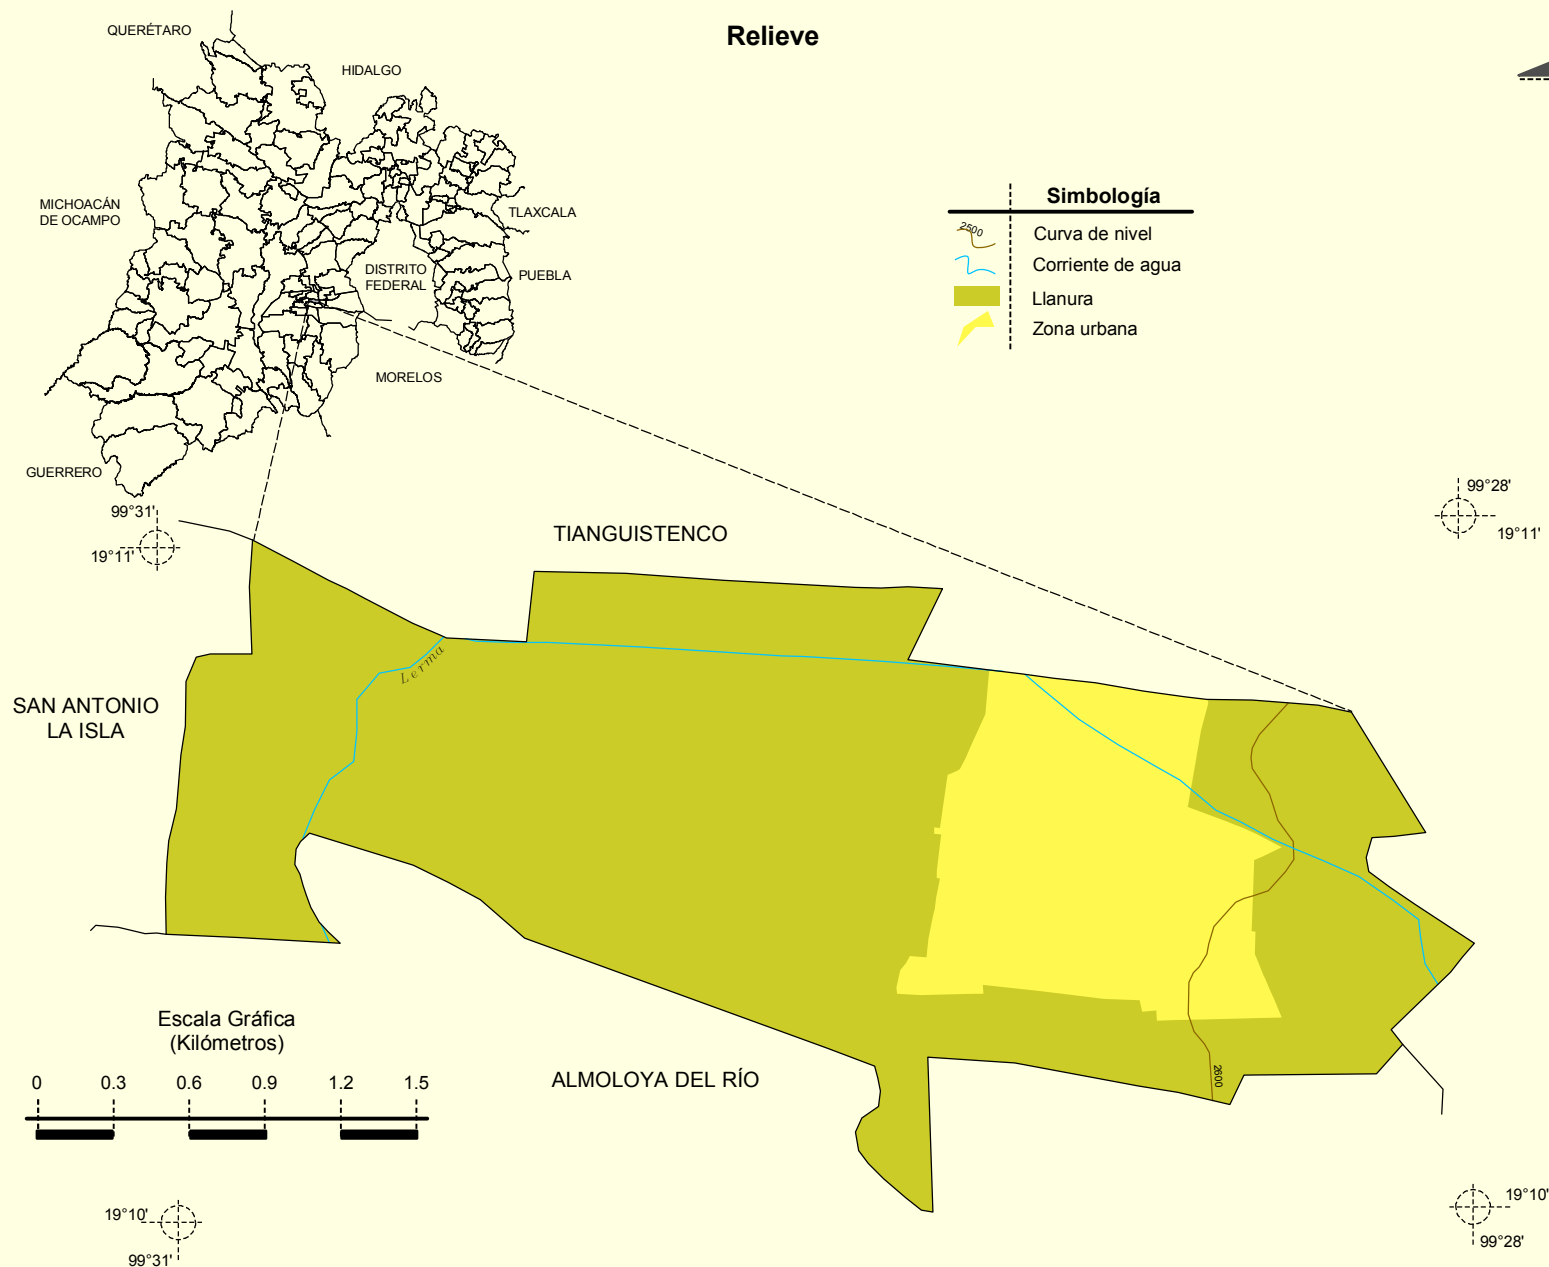 Relieve
QUERÉTARO
HIDALGO
MICHOACÁN
DE OCAMPO
TLAXCALA
DISTRITO
FEDERAL
PUEBLA
MORELOS
GUERRERO
Simbología
2500
Curva de nivel
Corriente de agua
Llanura
Zona urbana
99°31'
19°11'
99°28'
19°11'
TIANGUISTENCO
Lerma
SAN ANTONIO
LA ISLA
ALMOLOYA DEL RÍO
2600
Escala Gráfica
(Kilómetros)
0 0.3 0.6 0.9 1.2 1.5
19°10'
99°31'
19°10'
99°28'